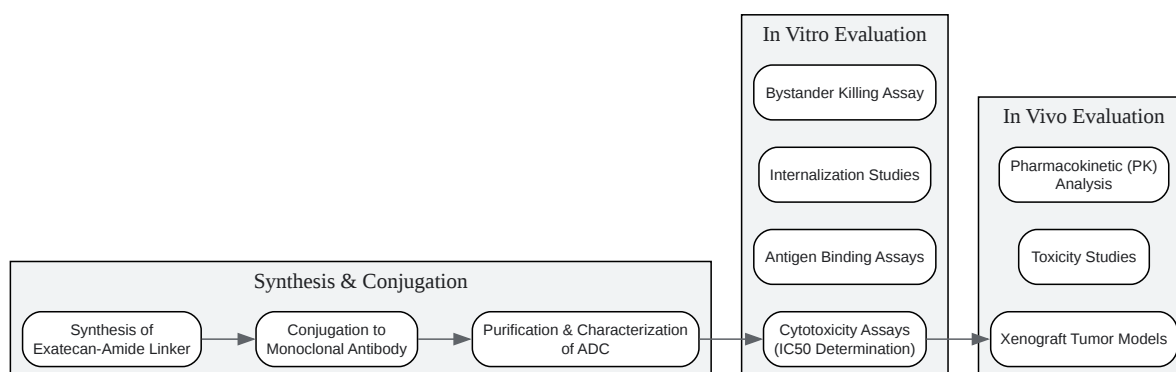 In Vitro Evaluation
Bystander Killing Assay
Internalization Studies
Antigen Binding Assays
Cytotoxicity Assays
(IC50 Determination)
In Vivo Evaluation
Pharmacokinetic (PK)
Analysis
Toxicity Studies
Xenograft Tumor Models
Synthesis & Conjugation
Synthesis of
Exatecan-Amide Linker
Conjugation to
Monoclonal Antibody
Purification & Characterization
of ADC